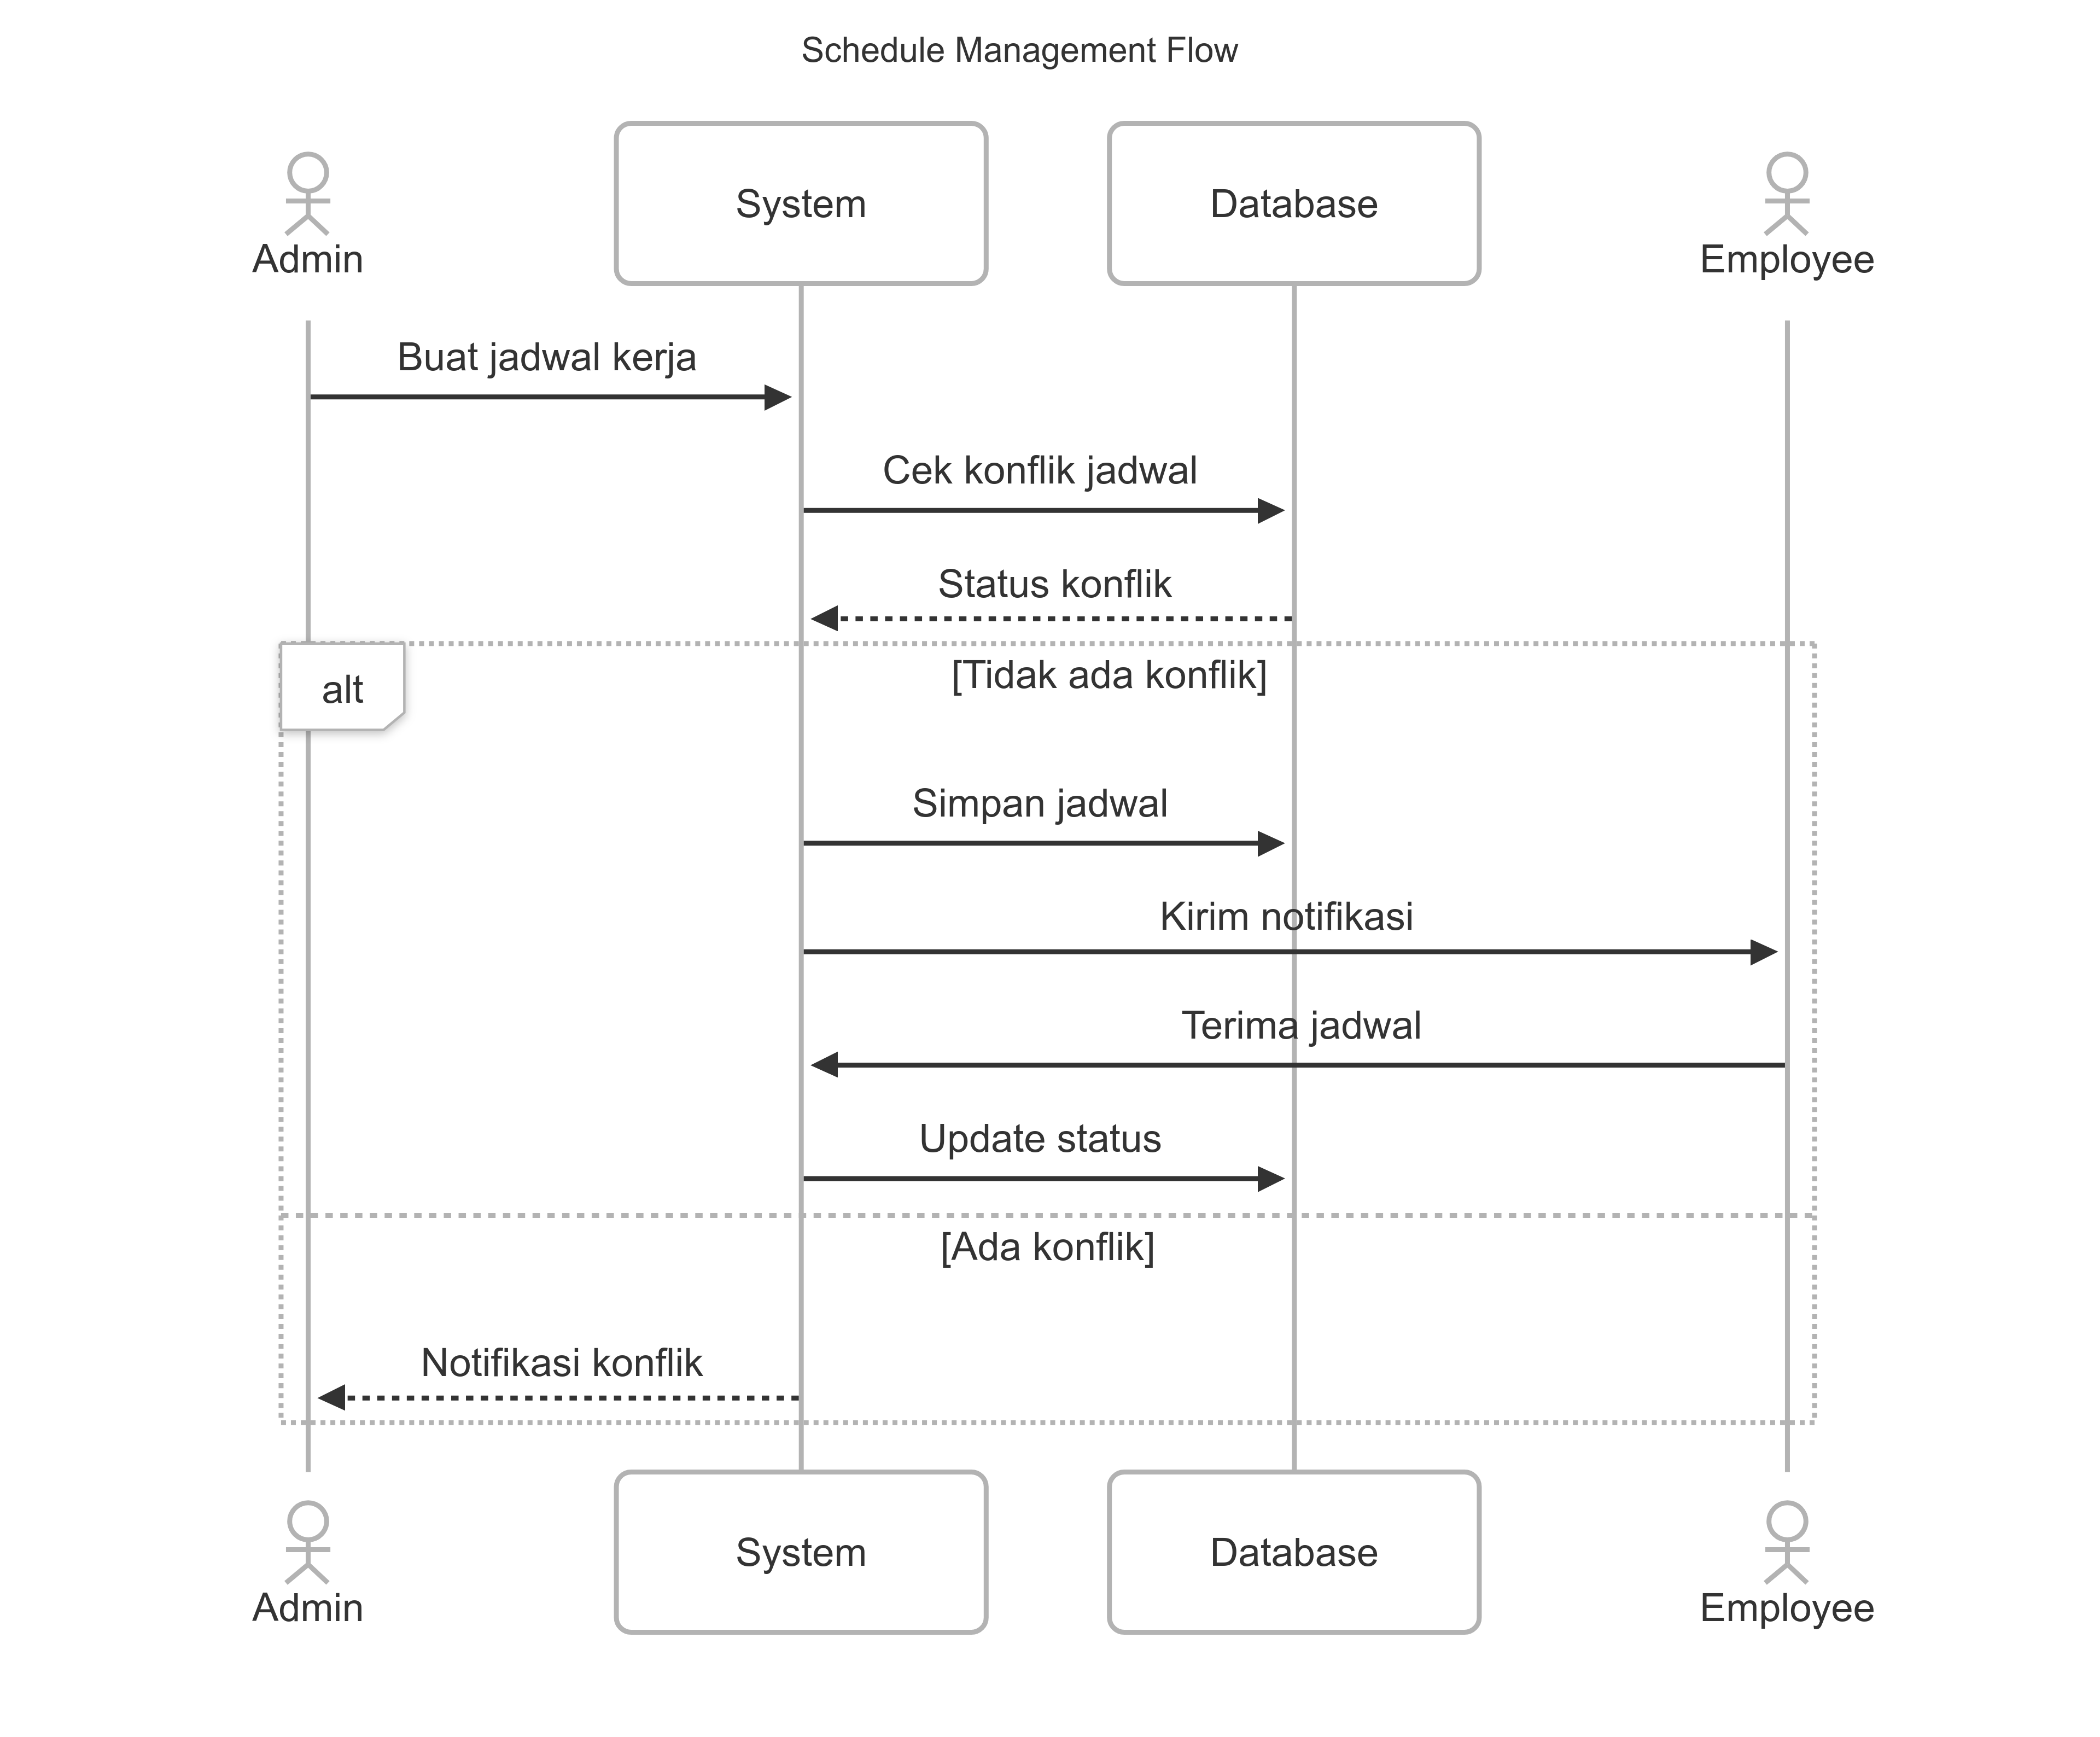 Schedule Management Flow
System
Database
Admin
Employee
Buat jadwal kerja
Cek konflik jadwal
Status konflik
alt
[Tidak ada konflik]
Simpan jadwal
Kirim notifikasi
Terima jadwal
Update status
[Ada konflik]
Notifikasi konflik
System
Database
Admin
Employee